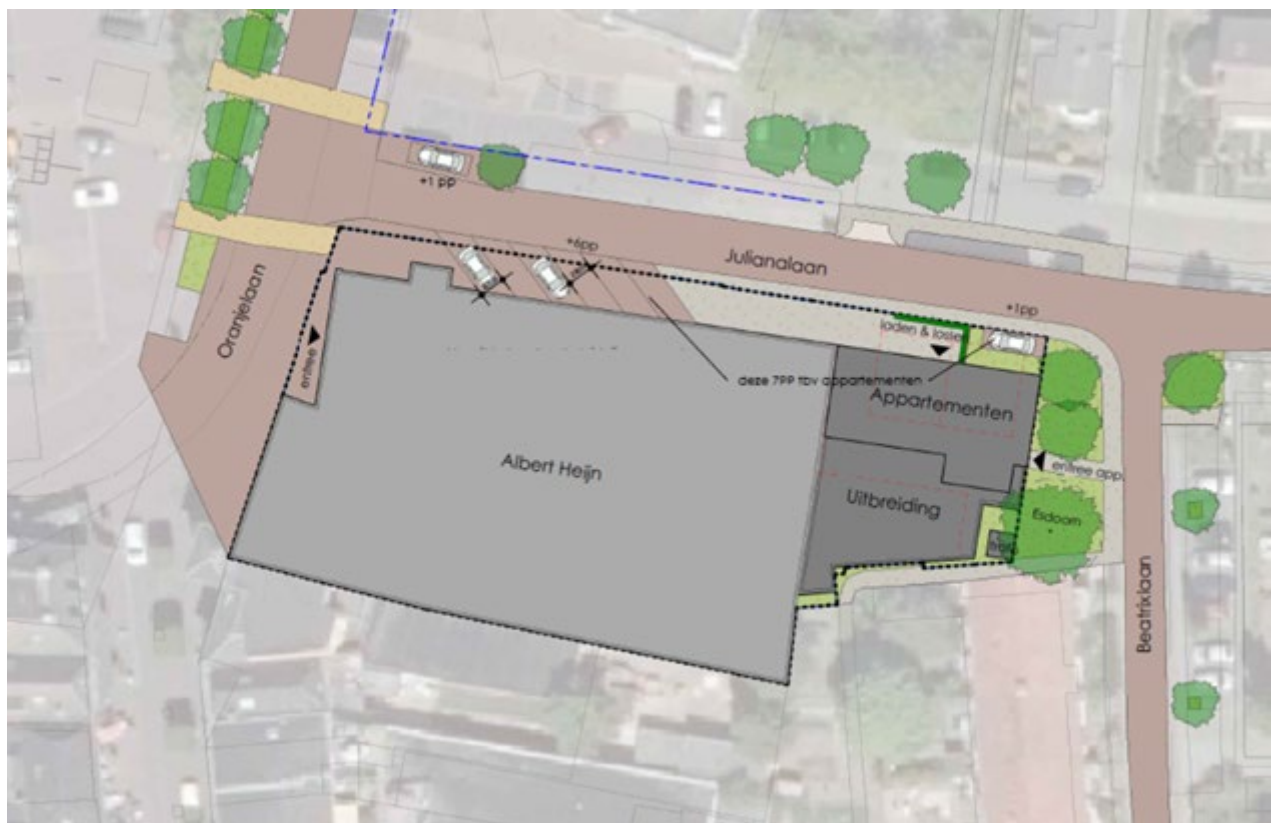 +1 pp
+6pp
Julianalaan
Oranjelaan
entree
+1pp
laden & losse
deze 7PP tbv appartementen
Appartementen
Albert Heijn
entree app.
Uitbreiding
Esdoorn
Beatrixlaan